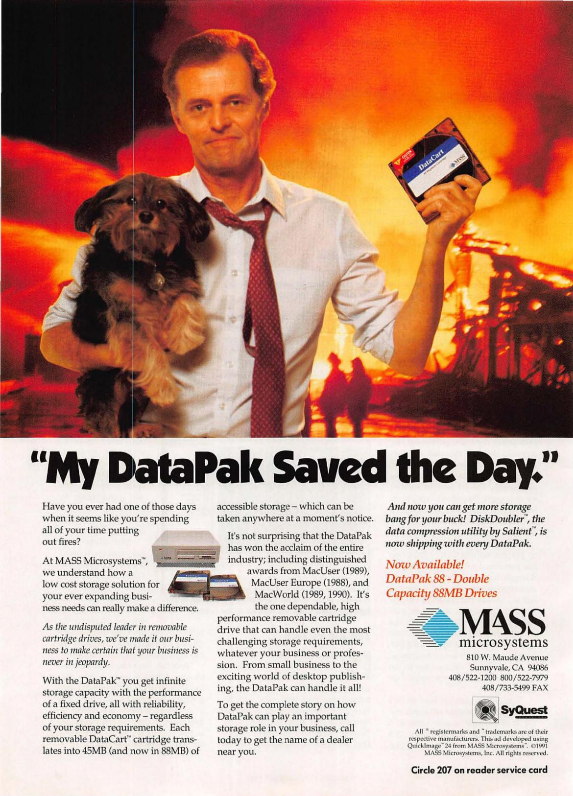 DataCart
MASS
"My DataPak Saved the Day."
Have you ever had one of those days
when it seems like you're spending
all of your time putting
out fires?
At MASS Microsystems™,
we understand how a
low cost storage solution for
your ever expanding busi-
ness needs can really make a difference.
As the undisputed leader in removable
cartridge drives, we've made it our busi-
ness to make certain that your business is
never in jeopardy.
With the DataPak™ you get infinite
storage capacity with the performance
of a fixed drive, all with reliability,
efficiency and economy – regardless
of your storage requirements. Each
removable DataCart™ cartridge trans-
lates into 45MB (and now in 88MB) of
accessible storage – which can be
taken anywhere at a moment's notice.
It's not surprising that the DataPak
has won the acclaim of the entire
industry; including distinguished
awards from MacUser (1989),
MacUser Europe (1988), and
MacWorld (1989, 1990). It's
the one dependable, high
performance removable cartridge
drive that can handle even the most
challenging storage requirements,
whatever your business or profes-
sion. From small business to the
exciting world of desktop publish-
ing, the DataPak can handle it all!
To get the complete story on how
DataPak can play an important
storage role in your business, call
today to get the name of a dealer
near you.
And now you can get more storage
bang for your buck! DiskDoubler™, the
data compression utility by Salient™, is
now shipping with every DataPak.
Now Available!
DataPak 88 - Double
Capacity 88MB Drives
MASS
microsystems
810 W. Maude Avenue
Sunnyvale, CA 94086
408/522-1200 800/522-7979
408/733-5499 FAX
SyQuest
All ® registermarks and ™ trademarks are of their
respective manufacturers. This ad developed using
QuickImage™ 24 from MASS Microsystems™. ©1991
MASS Microsystems, Inc. All rights reserved.
Circle 207 on reader service card